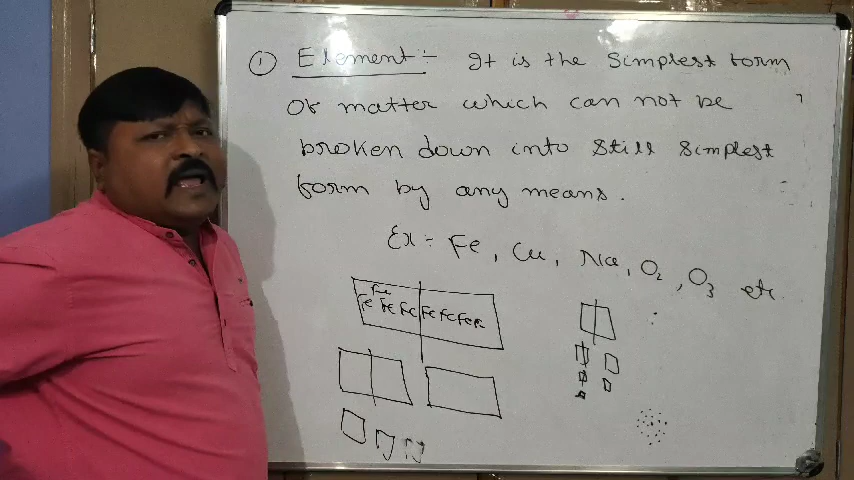 ① Element:- It is the simplest form
of matter which can not be
broken down into still simplest
form by any means.
Ex:- Fe, Cu, Na, O2, O3 etc.
Fe
Fe Fe Fe Fe Fe Fe Fe